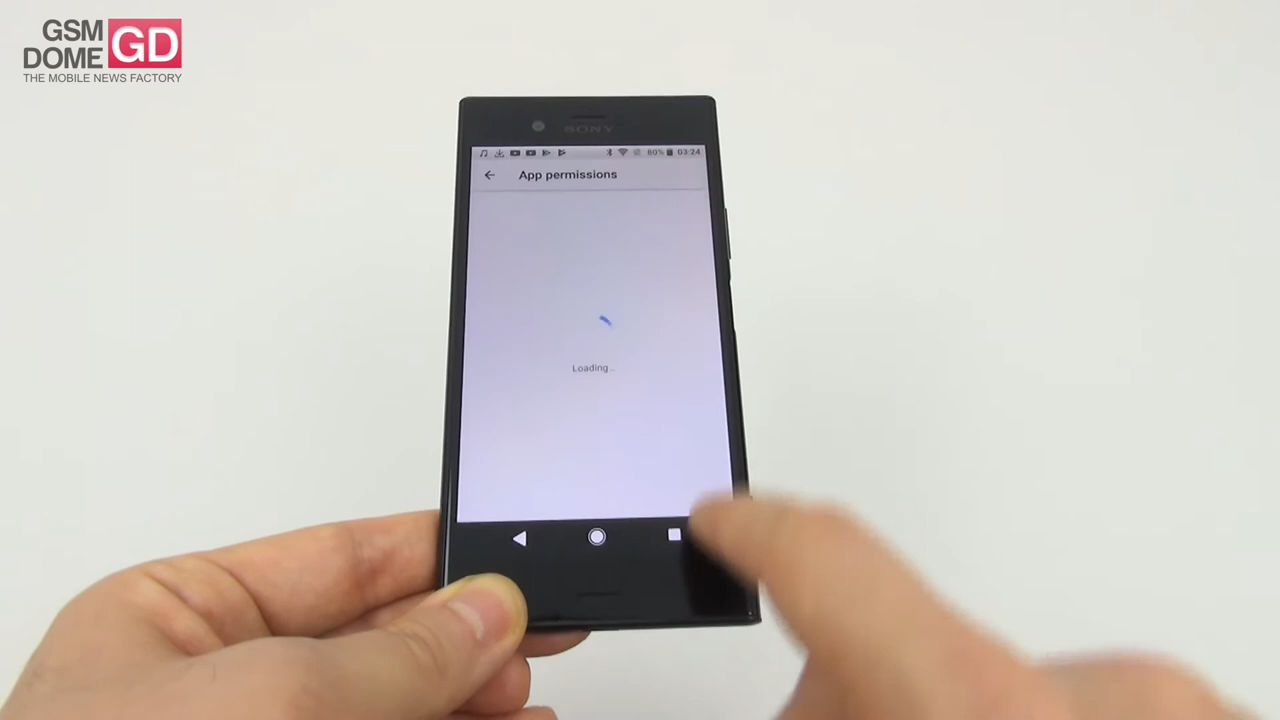 GSM
DOME GD
THE MOBILE NEWS FACTORY
SONY
80% 03:24
App permissions
Loading..